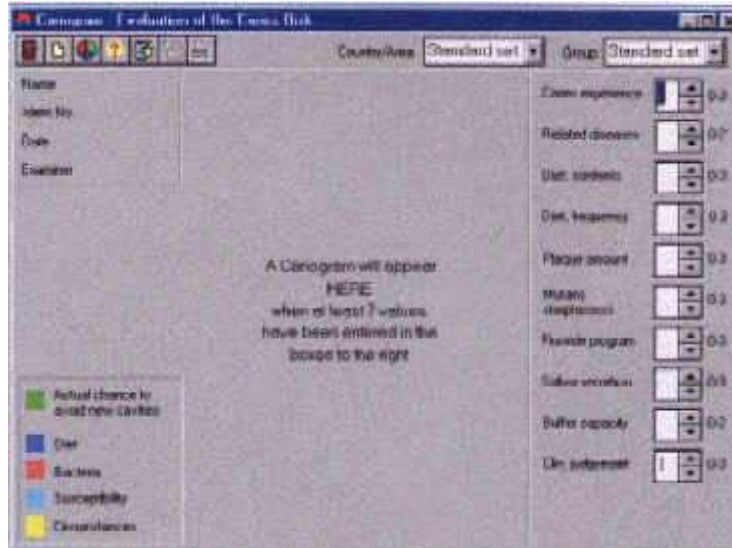 Cariogram - Evaluation of the Caries Risk
Country/Area Standard set Group Standard set
Name
Ident. No.
Date
Examiner
Caries experience 0-3
Related diseases 0-2
Diet, contents 0-3
Diet, frequency 0-3
Plaque amount 0-3
Mutans
streptococci 0-3
Fluoride program 0-3
Saliva secretion 0-3
Buffer capacity 0-2
Clin. judgement 1 0-3
A Cariogram will appear
HERE
when at least 7 values
have been entered in the
boxes to the right
Actual chance to
avoid new cavities
Diet
Bacteria
Susceptibility
Circumstances